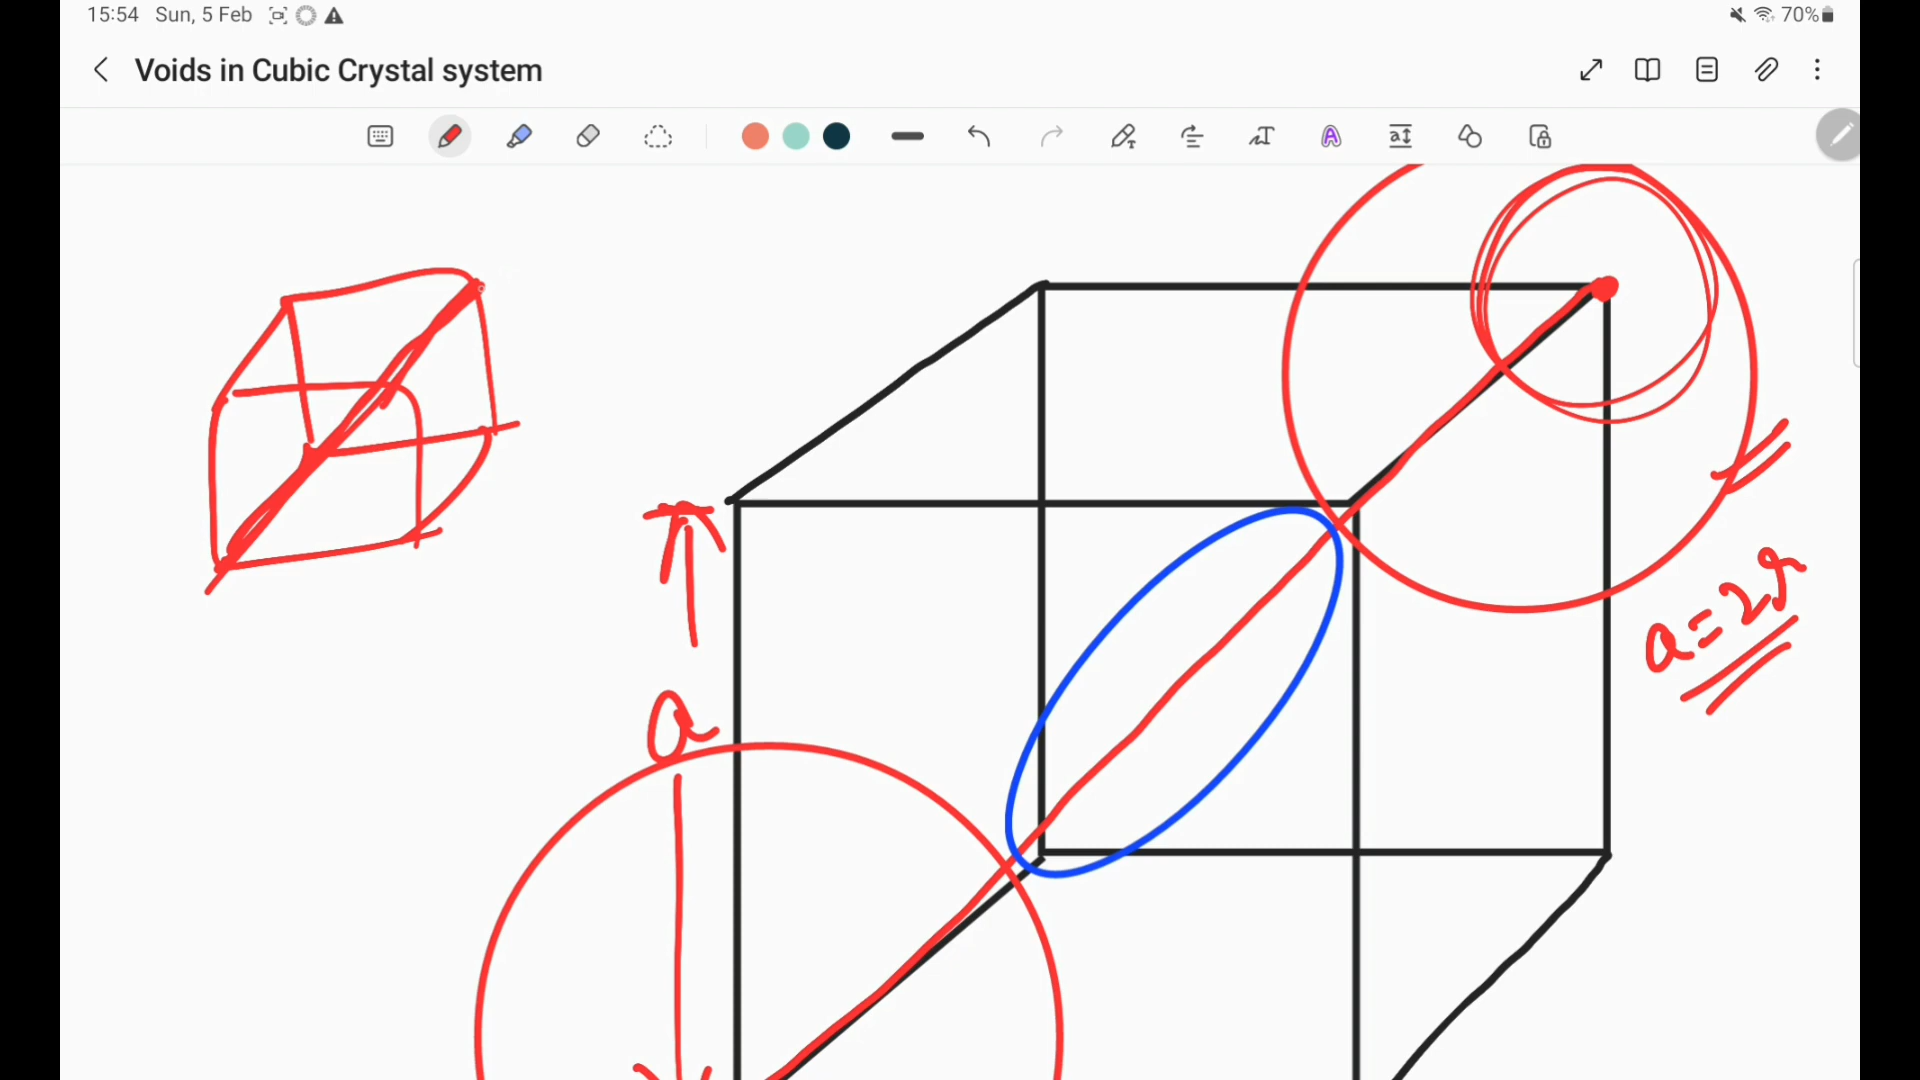 15:54 Sun, 5 Feb 70%
Voids in Cubic Crystal system
a
a = 2r